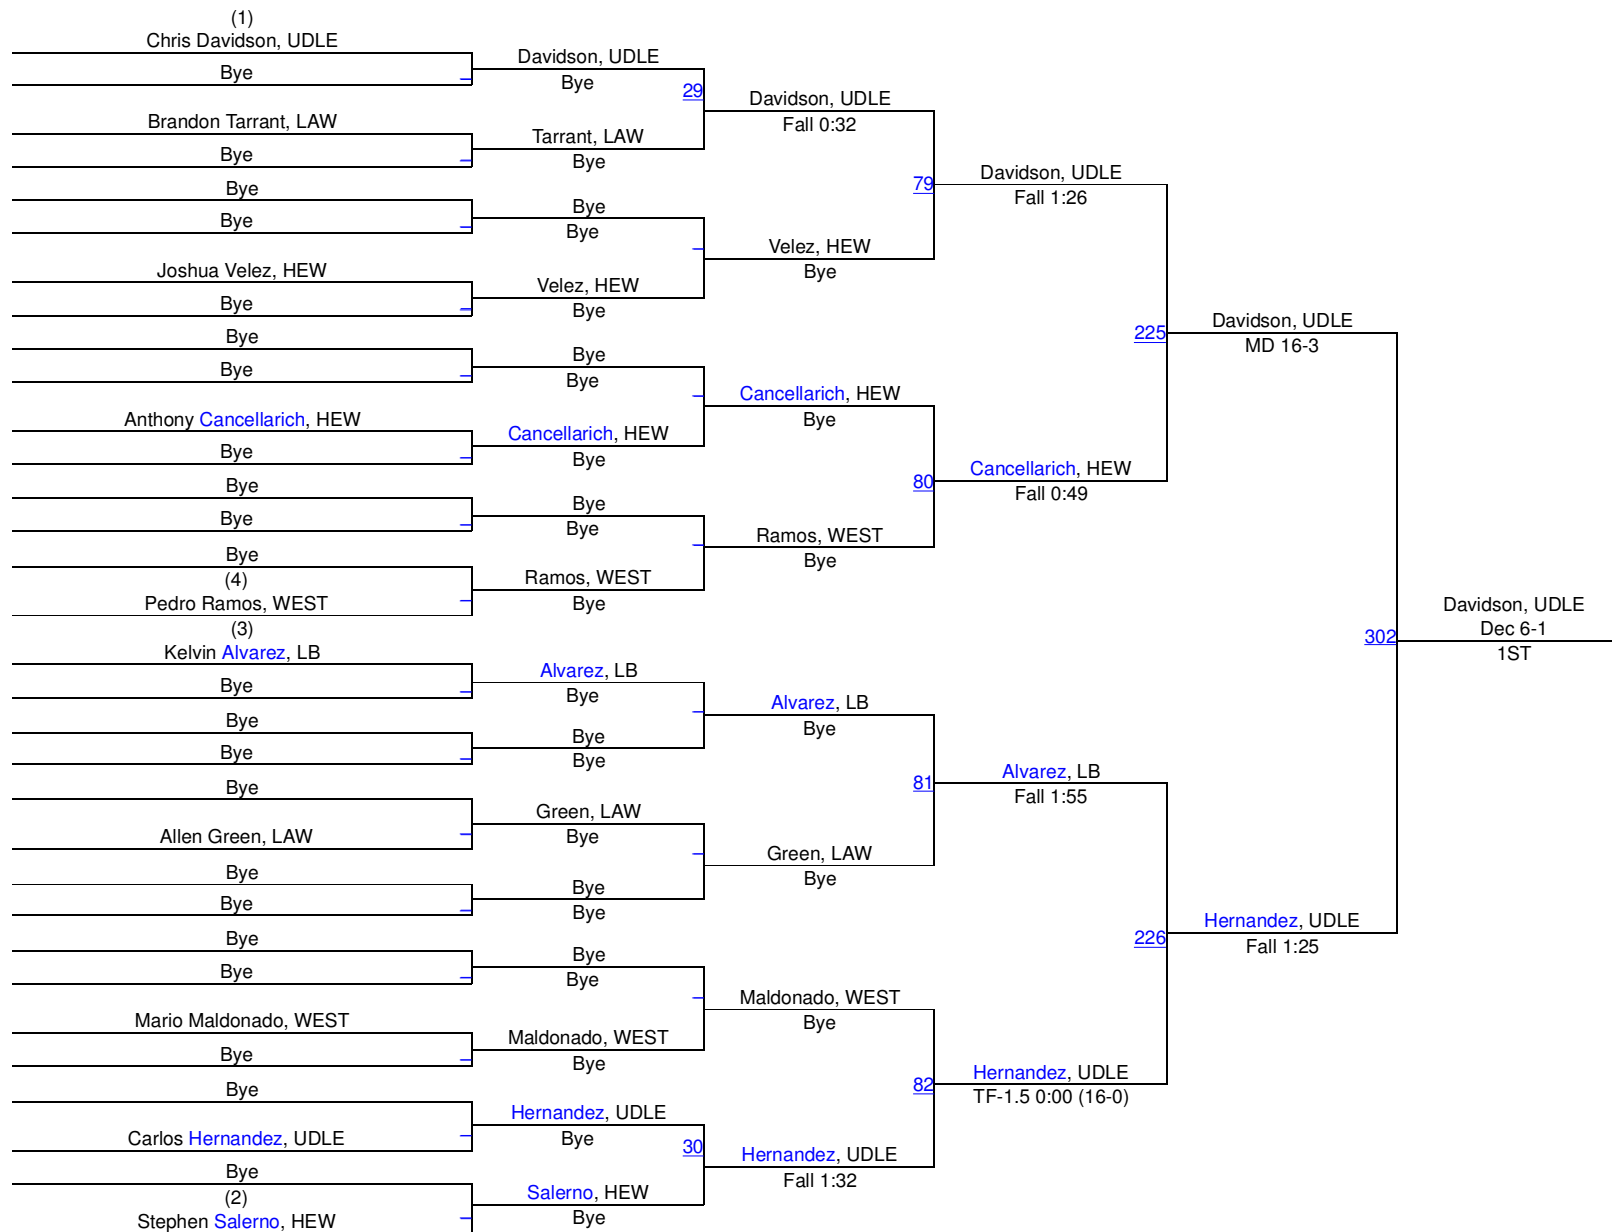 (1)
Chris Davidson, UDLE
Bye
Brandon Tarrant, LAW
Bye
Bye
Bye
Joshua Velez, HEW
Bye
Bye
Bye
Anthony Cancellarich, HEW
Bye
Bye
Bye
Bye
(4)
Pedro Ramos, WEST
(3)
Kelvin Alvarez, LB
Bye
Bye
Bye
Bye
Allen Green, LAW
Bye
Bye
Bye
Bye
Mario Maldonado, WEST
Bye
Bye
Carlos Hernandez, UDLE
Bye
(2)
Stephen Salerno, HEW
Davidson, UDLE
Bye
29
Tarrant, LAW
Bye
Bye
Bye
Velez, HEW
Bye
Bye
Bye
Cancellarich, HEW
Bye
Bye
Bye
Ramos, WEST
Bye
Alvarez, LB
Bye
Bye
Bye
Green, LAW
Bye
Bye
Bye
Bye
Bye
Maldonado, WEST
Bye
Hernandez, UDLE
Bye
30
Salerno, HEW
Bye
Davidson, UDLE
Fall 0:32
79
Velez, HEW
Bye
Cancellarich, HEW
Bye
80
Ramos, WEST
Bye
Alvarez, LB
Bye
81
Green, LAW
Bye
Maldonado, WEST
Bye
82
Hernandez, UDLE
Fall 1:32
Davidson, UDLE
Fall 1:26
225
Cancellarich, HEW
Fall 0:49
Alvarez, LB
Fall 1:55
226
Hernandez, UDLE
TF-1.5 0:00 (16-0)
Davidson, UDLE
MD 16-3
302
Hernandez, UDLE
Fall 1:25
Davidson, UDLE
Dec 6-1
1ST